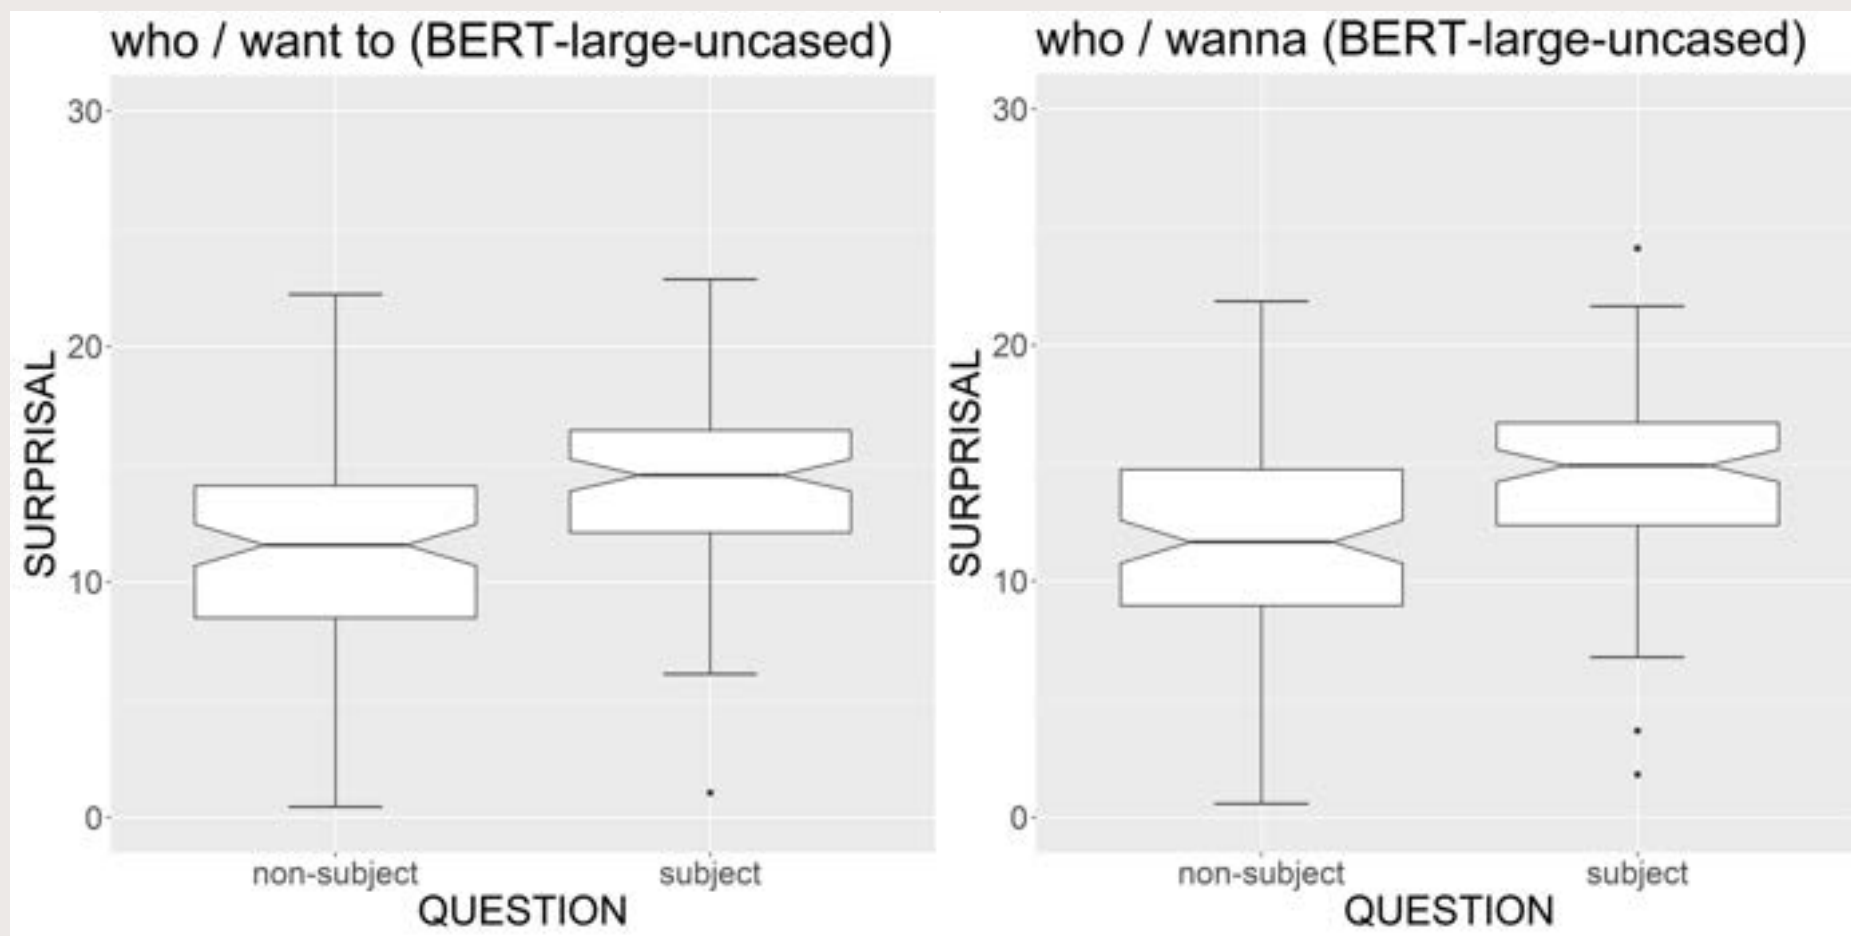 who / want to (BERT-large-uncased)
30
20
10
0
SURPRISAL
non-subject
subject
QUESTION
who / wanna (BERT-large-uncased)
30
20
10
0
SURPRISAL
non-subject
subject
QUESTION